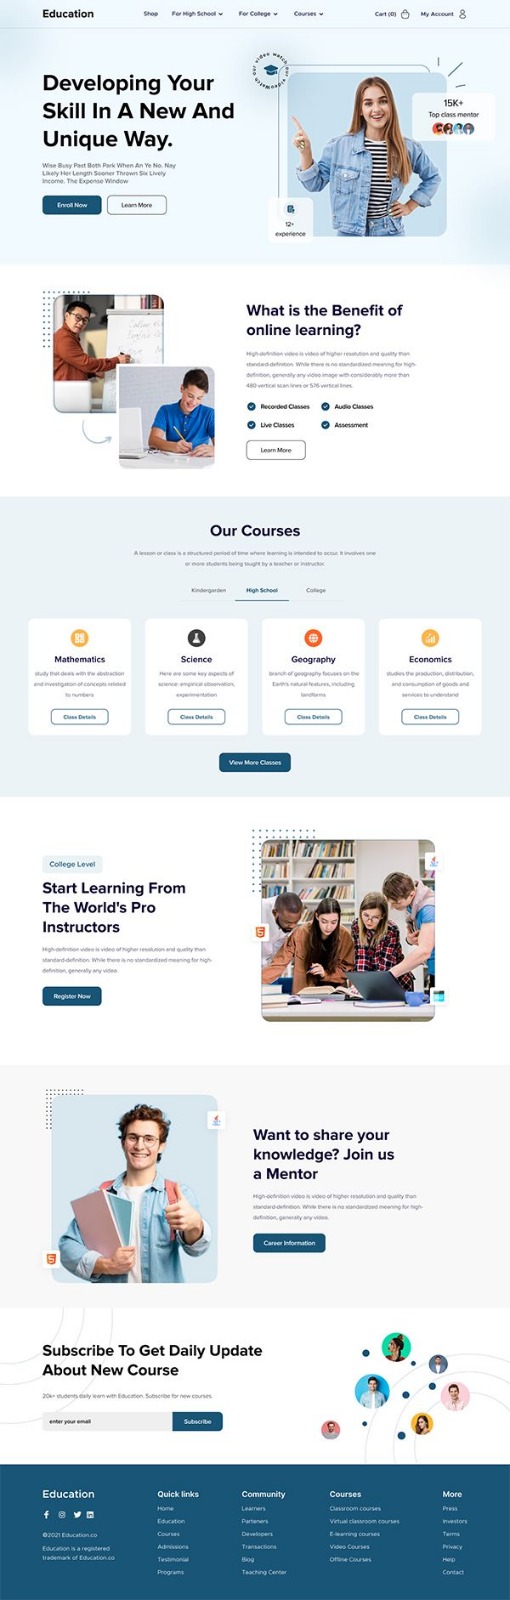 Education
Shop
For High School
For College
Courses
Cart (0)
My Account
Developing Your
Skill In A New And
Unique Way.
Wise Busy Past Both Park When An Ye No. Nay
Likely Her Length Sooner Thrown Six Lively
Income. The Expense Window
Enroll Now
Learn More
15K+
Top class mentor
12+
experience
What is the Benefit of
online learning?
High-definition video is video of higher resolution and quality than
standard-definition. While there is no standardized meaning for high-
definition, generally any video image with considerably more than
480 vertical scan lines or 576 vertical lines.
Recorded Classes
Audio Classes
Live Classes
Assessment
Learn More
Our Courses
A lesson or class is a structured period of time where learning is intended to occur. It involves one
or more students being taught by a teacher or instructor.
Kindergarden
High School
College
Mathematics
study that deals with the abstraction
and investigation of concepts related
to numbers
Class Details
Science
Here are some key aspects of
science: empirical observation,
experimentation
Class Details
Geography
branch of geography focuses on the
Earth's natural features, including
landforms
Class Details
Economics
studies the production, distribution,
and consumption of goods and
services to understand
Class Details
View More Classes
College Level
Start Learning From
The World's Pro
Instructors
High-definition video is video of higher resolution and quality than
standard-definition. While there is no standardized meaning for high-
definition, generally any video.
Register Now
Want to share your
knowledge? Join us
a Mentor
High-definition video is video of higher resolution and quality than
standard-definition. While there is no standardized meaning for high-
definition, generally any video.
Career Information
Subscribe To Get Daily Update
About New Course
20k+ students daily learn with Education. Subscribe for new courses.
enter your email
Subscribe
Education
©2021 Education.co
Education is a registered
trademark of Education.co
Quick links
Home
Education
Courses
Admissions
Testimonial
Programs
Community
Learners
Parteners
Developers
Transactions
Blog
Teaching Center
Courses
Classroom courses
Virtual classroom courses
E-learning courses
Video Courses
Offline Courses
More
Press
Investors
Terms
Privacy
Help
Contact